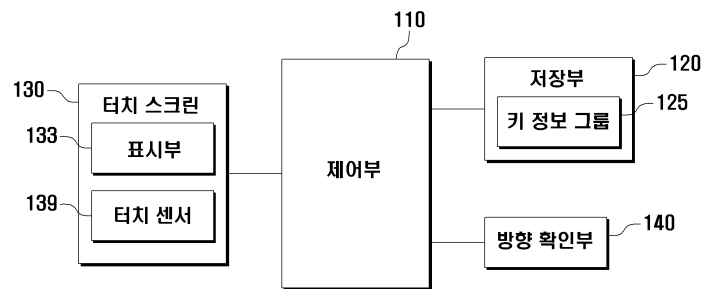 110
130
터치 스크린
133
표시부
139
터치 센서
제어부
저장부
120
키 정보 그룹
125
방향 확인부
140